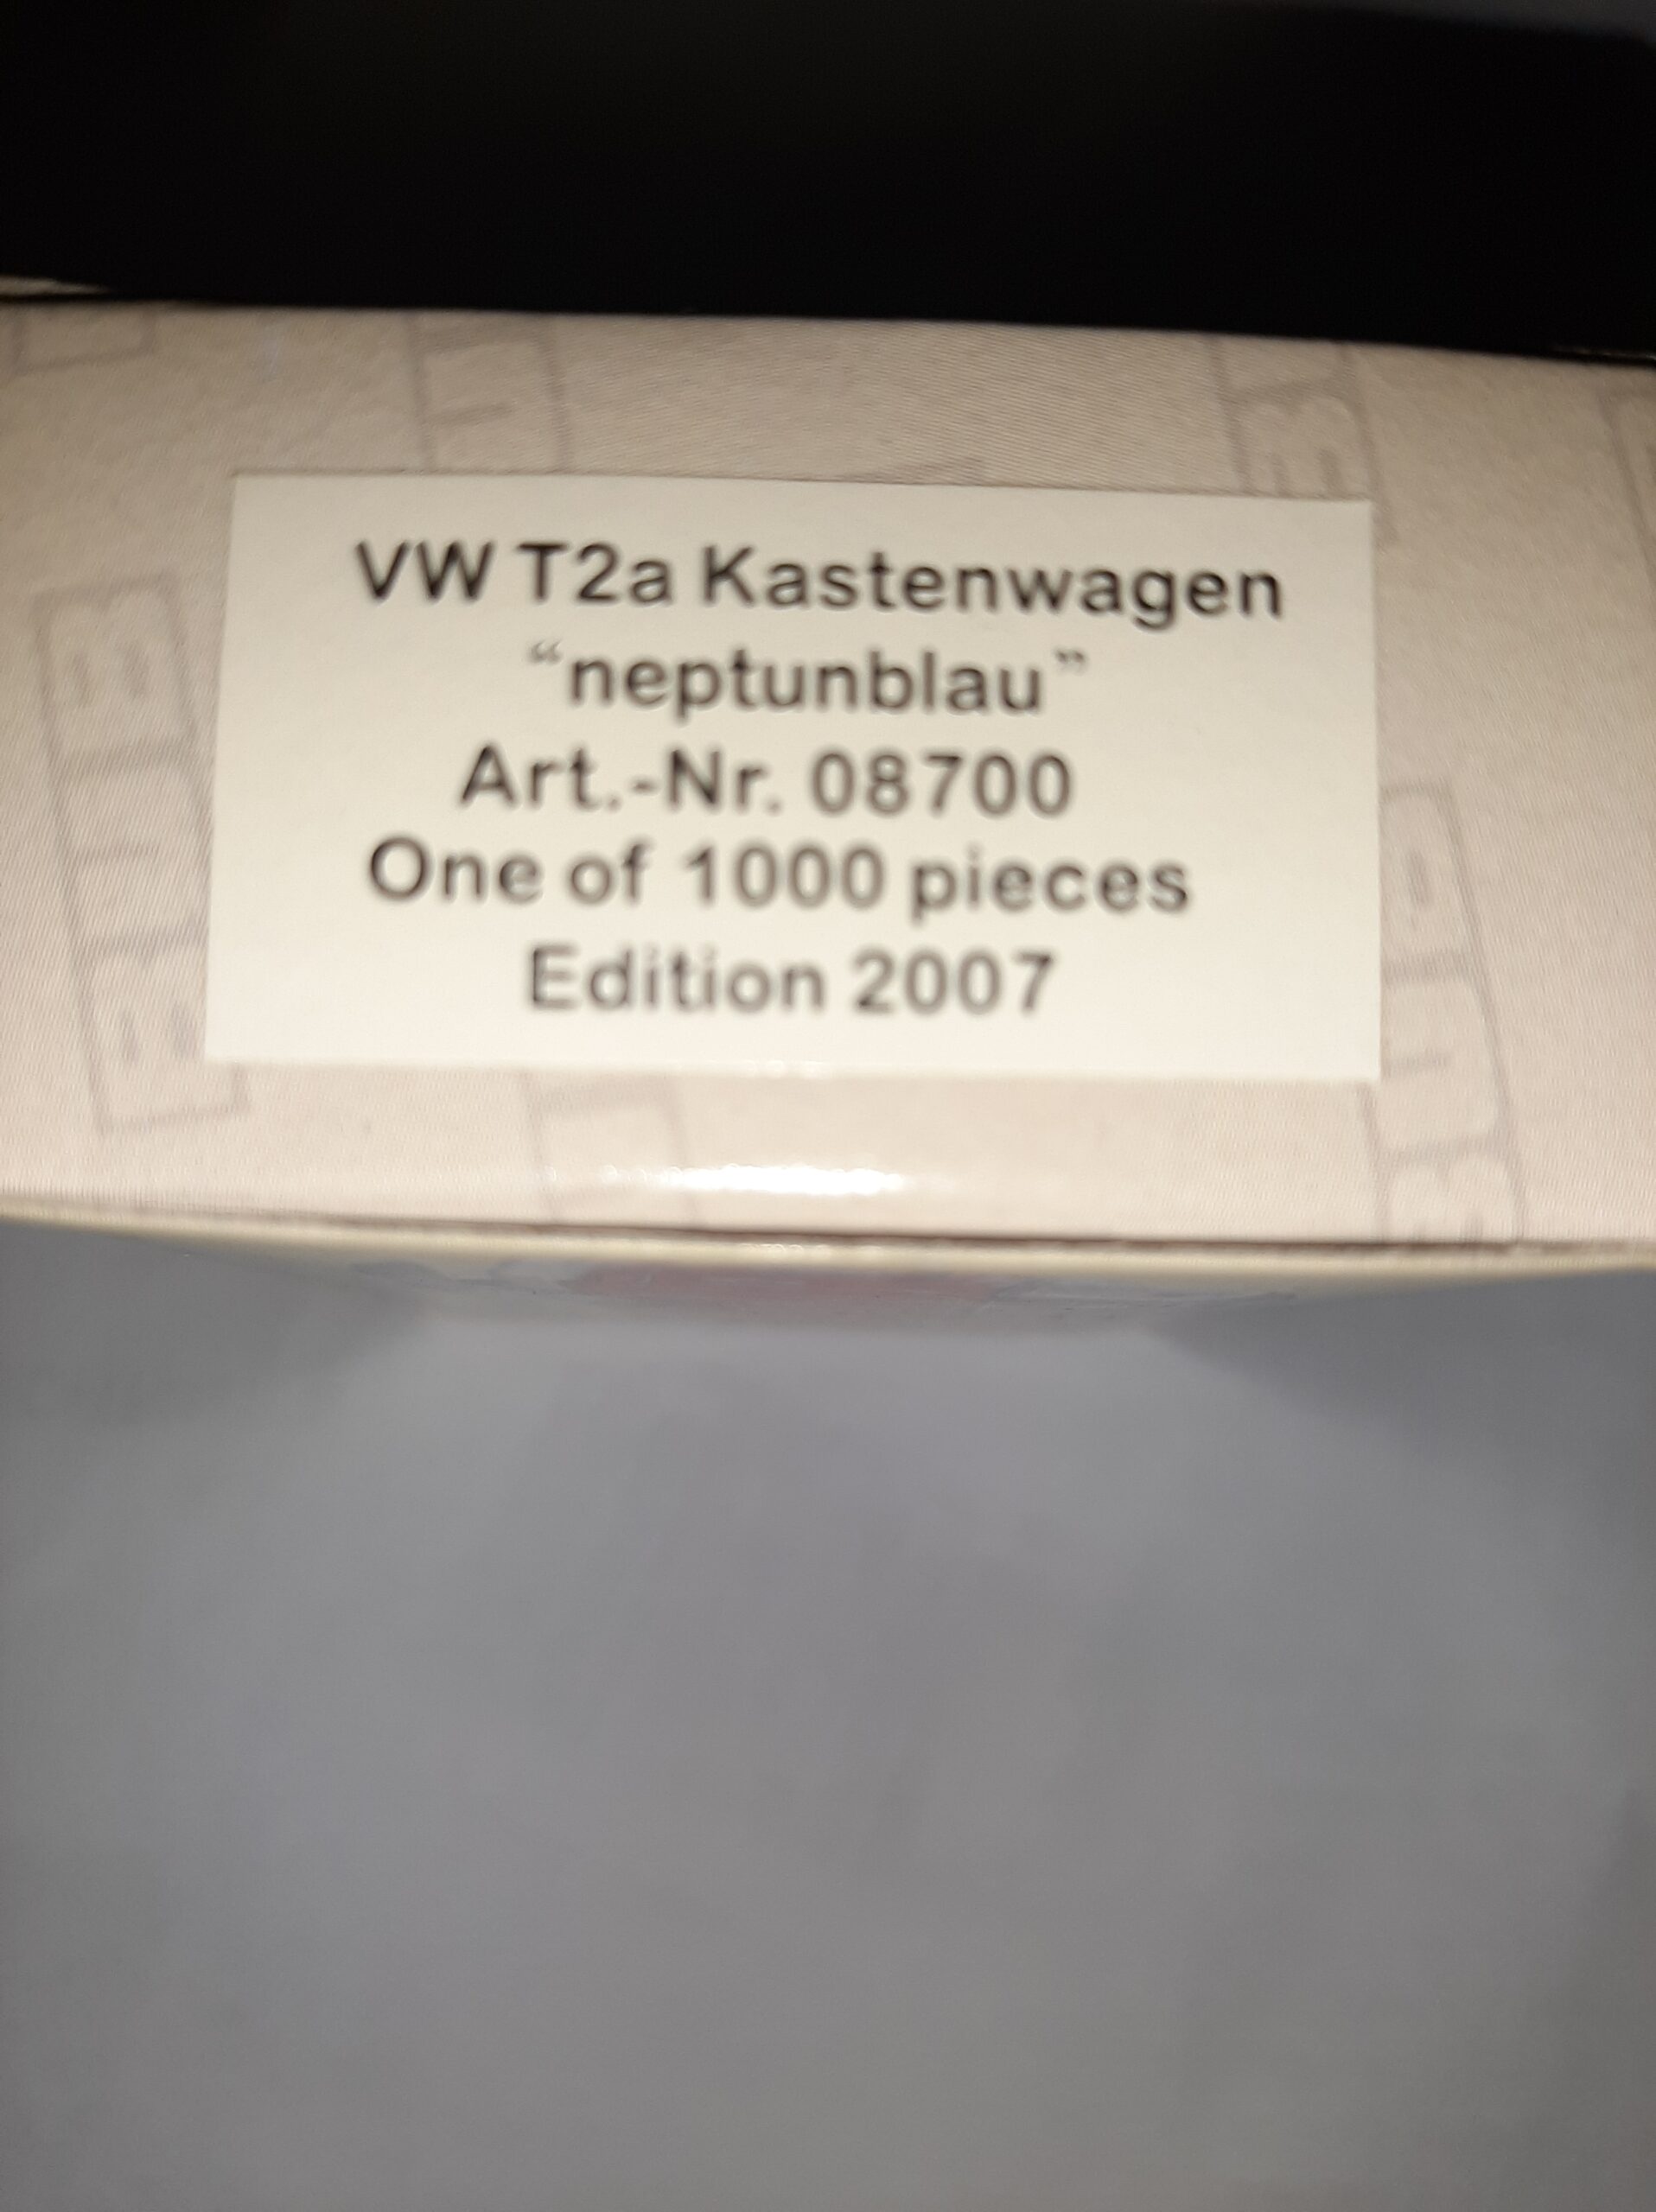 VW T2a Kastenwagen
“neptunblau”
Art.-Nr. 08700
One of 1000 pieces
Edition 2007